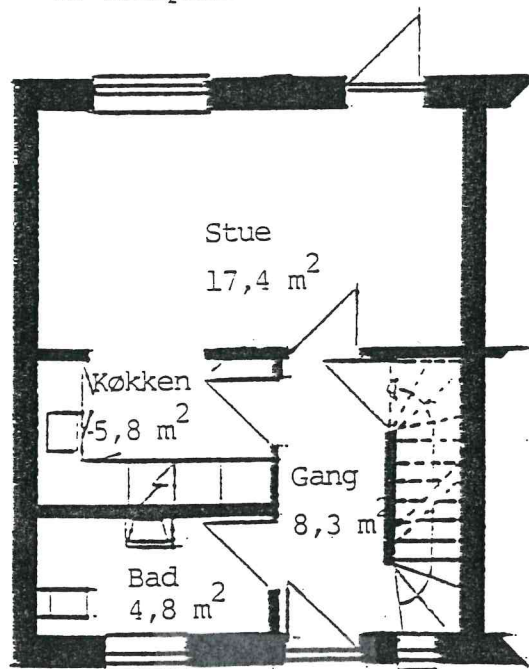 Stue
17,4 m²
Køkken
5,8 m²
Gang
8,3 m²
Bad
4,8 m²